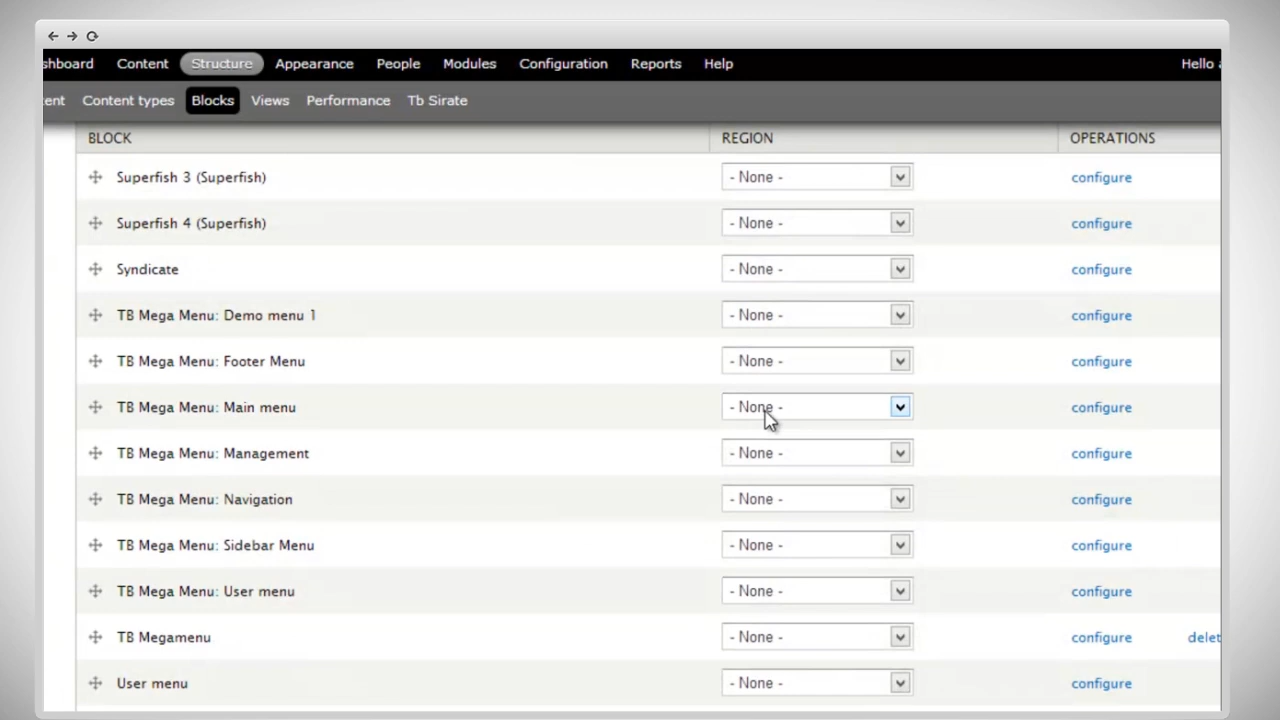 shboard Content Structure Appearance People Modules Configuration Reports Help Hello
ent Content types Blocks Views Performance Tb Sirate
BLOCK REGION OPERATIONS
Superfish 3 (Superfish) - None - configure
Superfish 4 (Superfish) - None - configure
Syndicate - None - configure
TB Mega Menu: Demo menu 1 - None - configure
TB Mega Menu: Footer Menu - None - configure
TB Mega Menu: Main menu - None - configure
TB Mega Menu: Management - None - configure
TB Mega Menu: Navigation - None - configure
TB Mega Menu: Sidebar Menu - None - configure
TB Mega Menu: User menu - None - configure
TB Megamenu - None - configure delet
User menu - None - configure